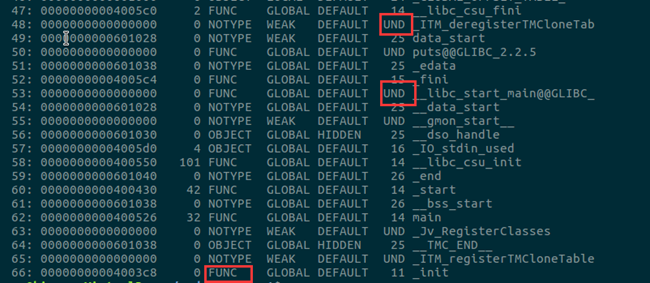 47: 00000000004005c0     2 FUNC    GLOBAL DEFAULT   14 __libc_csu_fini
48: 0000000000000000     0 NOTYPE  WEAK   DEFAULT  UND _ITM_deregisterTMCloneTab
49: 0000000000601028     0 NOTYPE  WEAK   DEFAULT   25 data_start
50: 0000000000000000     0 FUNC    GLOBAL DEFAULT  UND puts@@GLIBC_2.2.5
51: 0000000000601038     0 NOTYPE  GLOBAL DEFAULT   25 _edata
52: 00000000004005c4     0 FUNC    GLOBAL DEFAULT   15 _fini
53: 0000000000000000     0 FUNC    GLOBAL DEFAULT  UND __libc_start_main@@GLIBC_
54: 0000000000601028     0 NOTYPE  GLOBAL DEFAULT   25 __data_start
55: 0000000000000000     0 NOTYPE  WEAK   DEFAULT  UND __gmon_start__
56: 0000000000601030     0 OBJECT  GLOBAL HIDDEN    25 __dso_handle
57: 00000000004005d0     4 OBJECT  GLOBAL DEFAULT   16 _IO_stdin_used
58: 0000000000400550   101 FUNC    GLOBAL DEFAULT   14 __libc_csu_init
59: 0000000000601040     0 NOTYPE  GLOBAL DEFAULT   26 _end
60: 0000000000400430    42 FUNC    GLOBAL DEFAULT   14 _start
61: 0000000000601038     0 NOTYPE  GLOBAL DEFAULT   26 __bss_start
62: 0000000000400526    32 FUNC    GLOBAL DEFAULT   14 main
63: 0000000000000000     0 NOTYPE  WEAK   DEFAULT  UND _Jv_RegisterClasses
64: 0000000000601038     0 OBJECT  GLOBAL HIDDEN    25 __TMC_END__
65: 0000000000000000     0 NOTYPE  WEAK   DEFAULT  UND _ITM_registerTMCloneTable
66: 00000000004003c8     0 FUNC    GLOBAL DEFAULT   11 _init